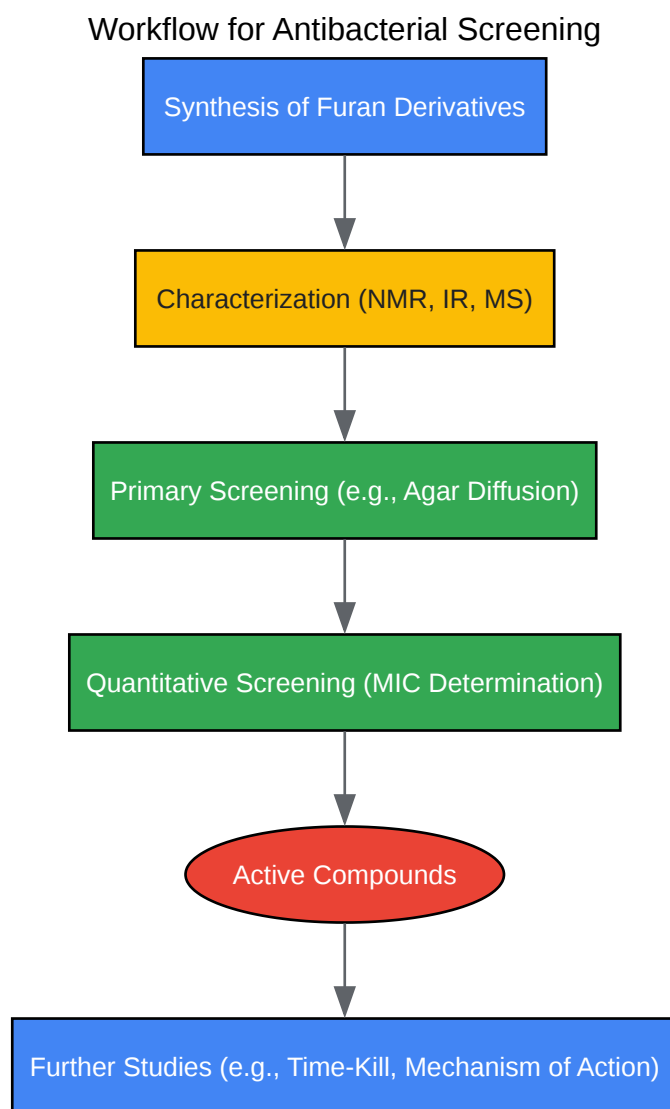 Workflow for Antibacterial Screening
Synthesis of Furan Derivatives
Characterization (NMR, IR, MS)
Primary Screening (e.g., Agar Diffusion)
Quantitative Screening (MIC Determination)
Active Compounds
Further Studies (e.g., Time-Kill, Mechanism of Action)